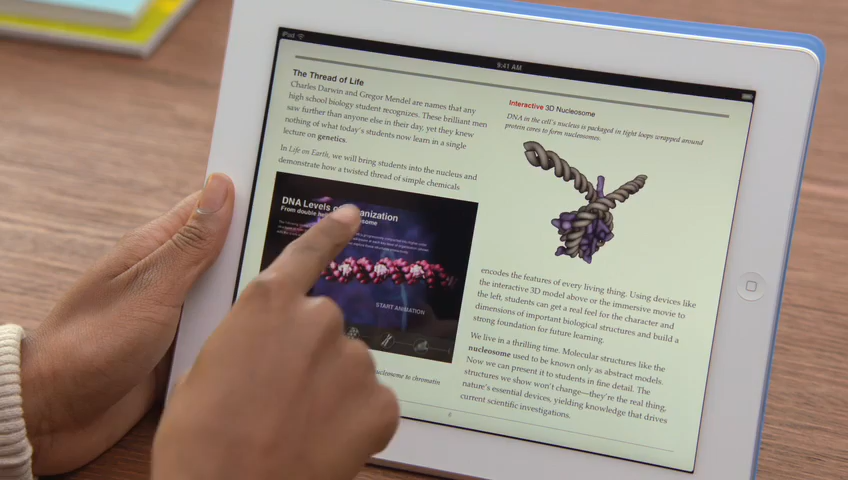 iPad
9:41 AM
The Thread of Life
Charles Darwin and Gregor Mendel are names that any
high school biology student recognizes. These brilliant men
saw further than anyone else in their day, yet they knew
nothing of what today's students now learn in a single
lecture on genetics.
In Life on Earth, we will bring students into the nucleus and
demonstrate how a twisted thread of simple chemicals
DNA Levels of Organization
From double
START ANIMATION
nucleosome to chromatin
Interactive 3D Nucleosome
DNA in the cell's nucleus is packaged in tight loops wrapped around
protein cores to form nucleosomes.
encodes the features of every living thing. Using devices like
the interactive 3D model above or the immersive movie to
the left, students can get a real feel for the character and
dimensions of important biological structures and build a
strong foundation for future learning.
We live in a thrilling time. Molecular structures like the
nucleosome used to be known only as abstract models.
Now we can present it to students in fine detail. The
structures we show won't change—they're the real thing,
nature's essential devices, yielding knowledge that drives
current scientific investigations.